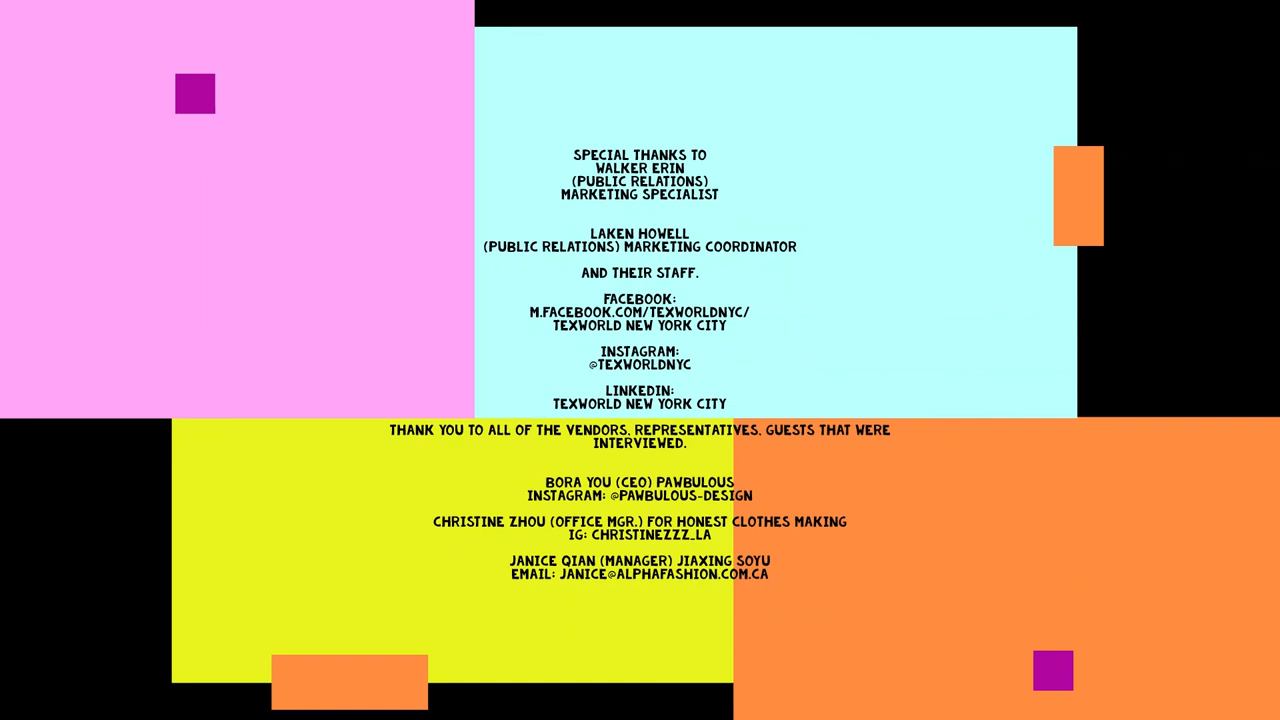 SPECIAL THANKS TO
WALKER ERIN
(PUBLIC RELATIONS)
MARKETING SPECIALIST
LAKEN HOWELL
(PUBLIC RELATIONS) MARKETING COORDINATOR
AND THEIR STAFF.
FACEBOOK:
M.FACEBOOK.COM/TEXWORLDNYC/
TEXWORLD NEW YORK CITY
INSTAGRAM:
@TEXWORLDNYC
LINKEDIN:
TEXWORLD NEW YORK CITY
THANK YOU TO ALL OF THE VENDORS, REPRESENTATIVES, GUESTS THAT WERE
INTERVIEWED.
BORA YOU (CEO) PAWBULOUS
INSTAGRAM: @PAWBULOUS-DESIGN
CHRISTINE ZHOU (OFFICE MGR.) FOR HONEST CLOTHES MAKING
IG: CHRISTINEZZZ_LA
JANICE QIAN (MANAGER) JIAXING SOYU
EMAIL: JANICE@ALPHAFASHION.COM.CA